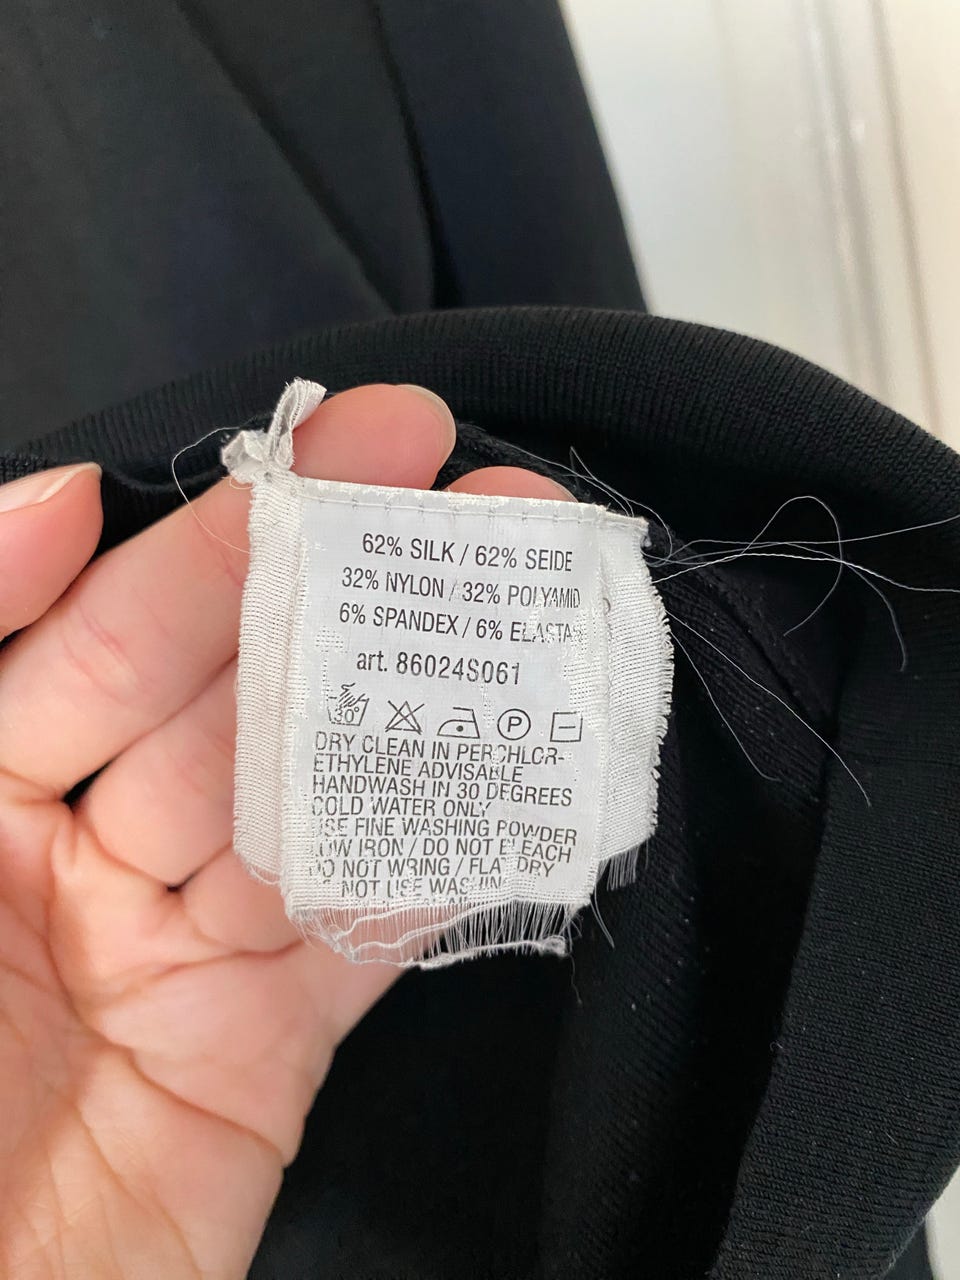 62% SILK / 62% SEIDE
32% NYLON / 32% POLYAMID
6% SPANDEX / 6%
art. 86024S061
30°
P
DRY CLEAN IN PERCHLOR-
ETHYLENE ADVISABLE
HANDWASH IN 30 DEGREES
COLD WATER ONLY
USE FINE WASHING POWDER
LOW IRON / DO NOT BLEACH
DO NOT WRING / FLAT DRY
NOT USE